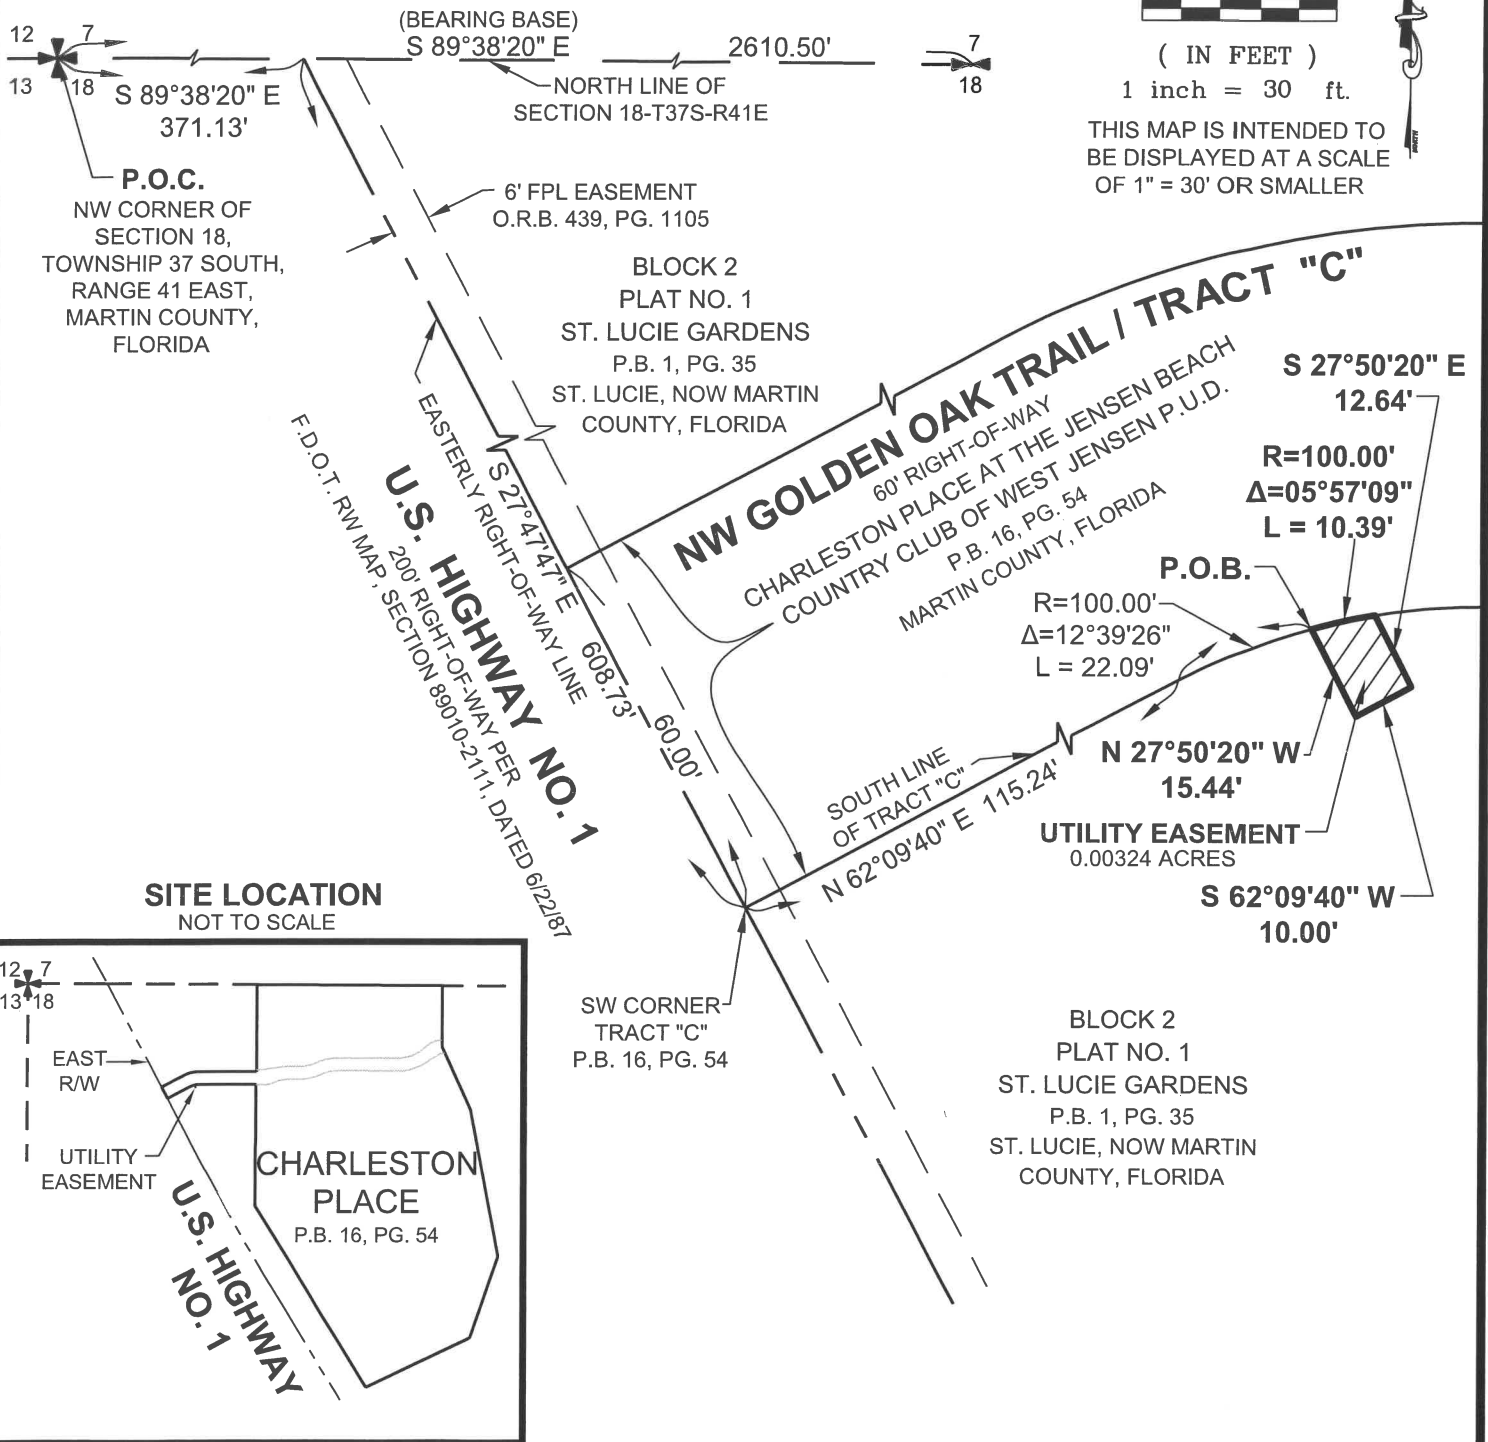 12 7
13 18
(BEARING BASE)
S 89°38'20" E
2610.50'
7
18
S 89°38'20" E
371.13'
NORTH LINE OF
SECTION 18-T37S-R41E
( IN FEET )
1 inch = 30 ft.
THIS MAP IS INTENDED TO
BE DISPLAYED AT A SCALE
OF 1" = 30' OR SMALLER
P.O.C.
NW CORNER OF
SECTION 18,
TOWNSHIP 37 SOUTH,
RANGE 41 EAST,
MARTIN COUNTY,
FLORIDA
6' FPL EASEMENT
O.R.B. 439, PG. 1105
BLOCK 2
PLAT NO. 1
ST. LUCIE GARDENS
P.B. 1, PG. 35
ST. LUCIE, NOW MARTIN
COUNTY, FLORIDA
NW GOLDEN OAK TRAIL / TRACT "C"
60' RIGHT-OF-WAY
CHARLESTON PLACE AT THE JENSEN BEACH
COUNTRY CLUB OF WEST JENSEN P.U.D.
P.B. 16, PG. 54
MARTIN COUNTY, FLORIDA
S 27°50'20" E
12.64'
R=100.00'
Δ=05°57'09"
L = 10.39'
P.O.B.
R=100.00'
Δ=12°39'26"
L = 22.09'
EASTERLY RIGHT-OF-WAY LINE
S 27°47'47" E 608.73'
60.00'
U.S. HIGHWAY NO. 1
200' RIGHT-OF-WAY PER
F.D.O.T. RW MAP, SECTION 89010-2111, DATED 6/22/87
SOUTH LINE
OF TRACT "C"
N 62°09'40" E 115.24'
N 27°50'20" W
15.44'
UTILITY EASEMENT
0.00324 ACRES
S 62°09'40" W
10.00'
SW CORNER
TRACT "C"
P.B. 16, PG. 54
BLOCK 2
PLAT NO. 1
ST. LUCIE GARDENS
P.B. 1, PG. 35
ST. LUCIE, NOW MARTIN
COUNTY, FLORIDA
SITE LOCATION
NOT TO SCALE
12 7
13 18
EAST
R/W
UTILITY
EASEMENT
CHARLESTON
PLACE
P.B. 16, PG. 54
U.S. HIGHWAY
NO. 1